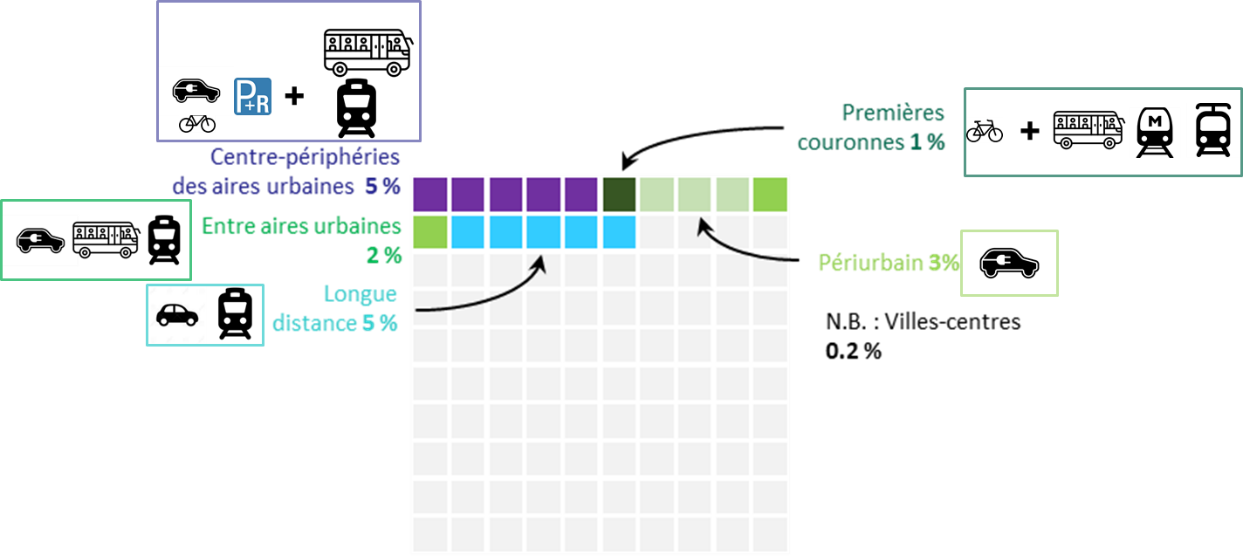 P+R
Centre-périphéries
des aires urbaines 5 %
Premières
couronnes 1 %
M
Entre aires urbaines
2 %
Périurbain 3%
Longue
distance 5 %
N.B. : Villes-centres
0.2 %